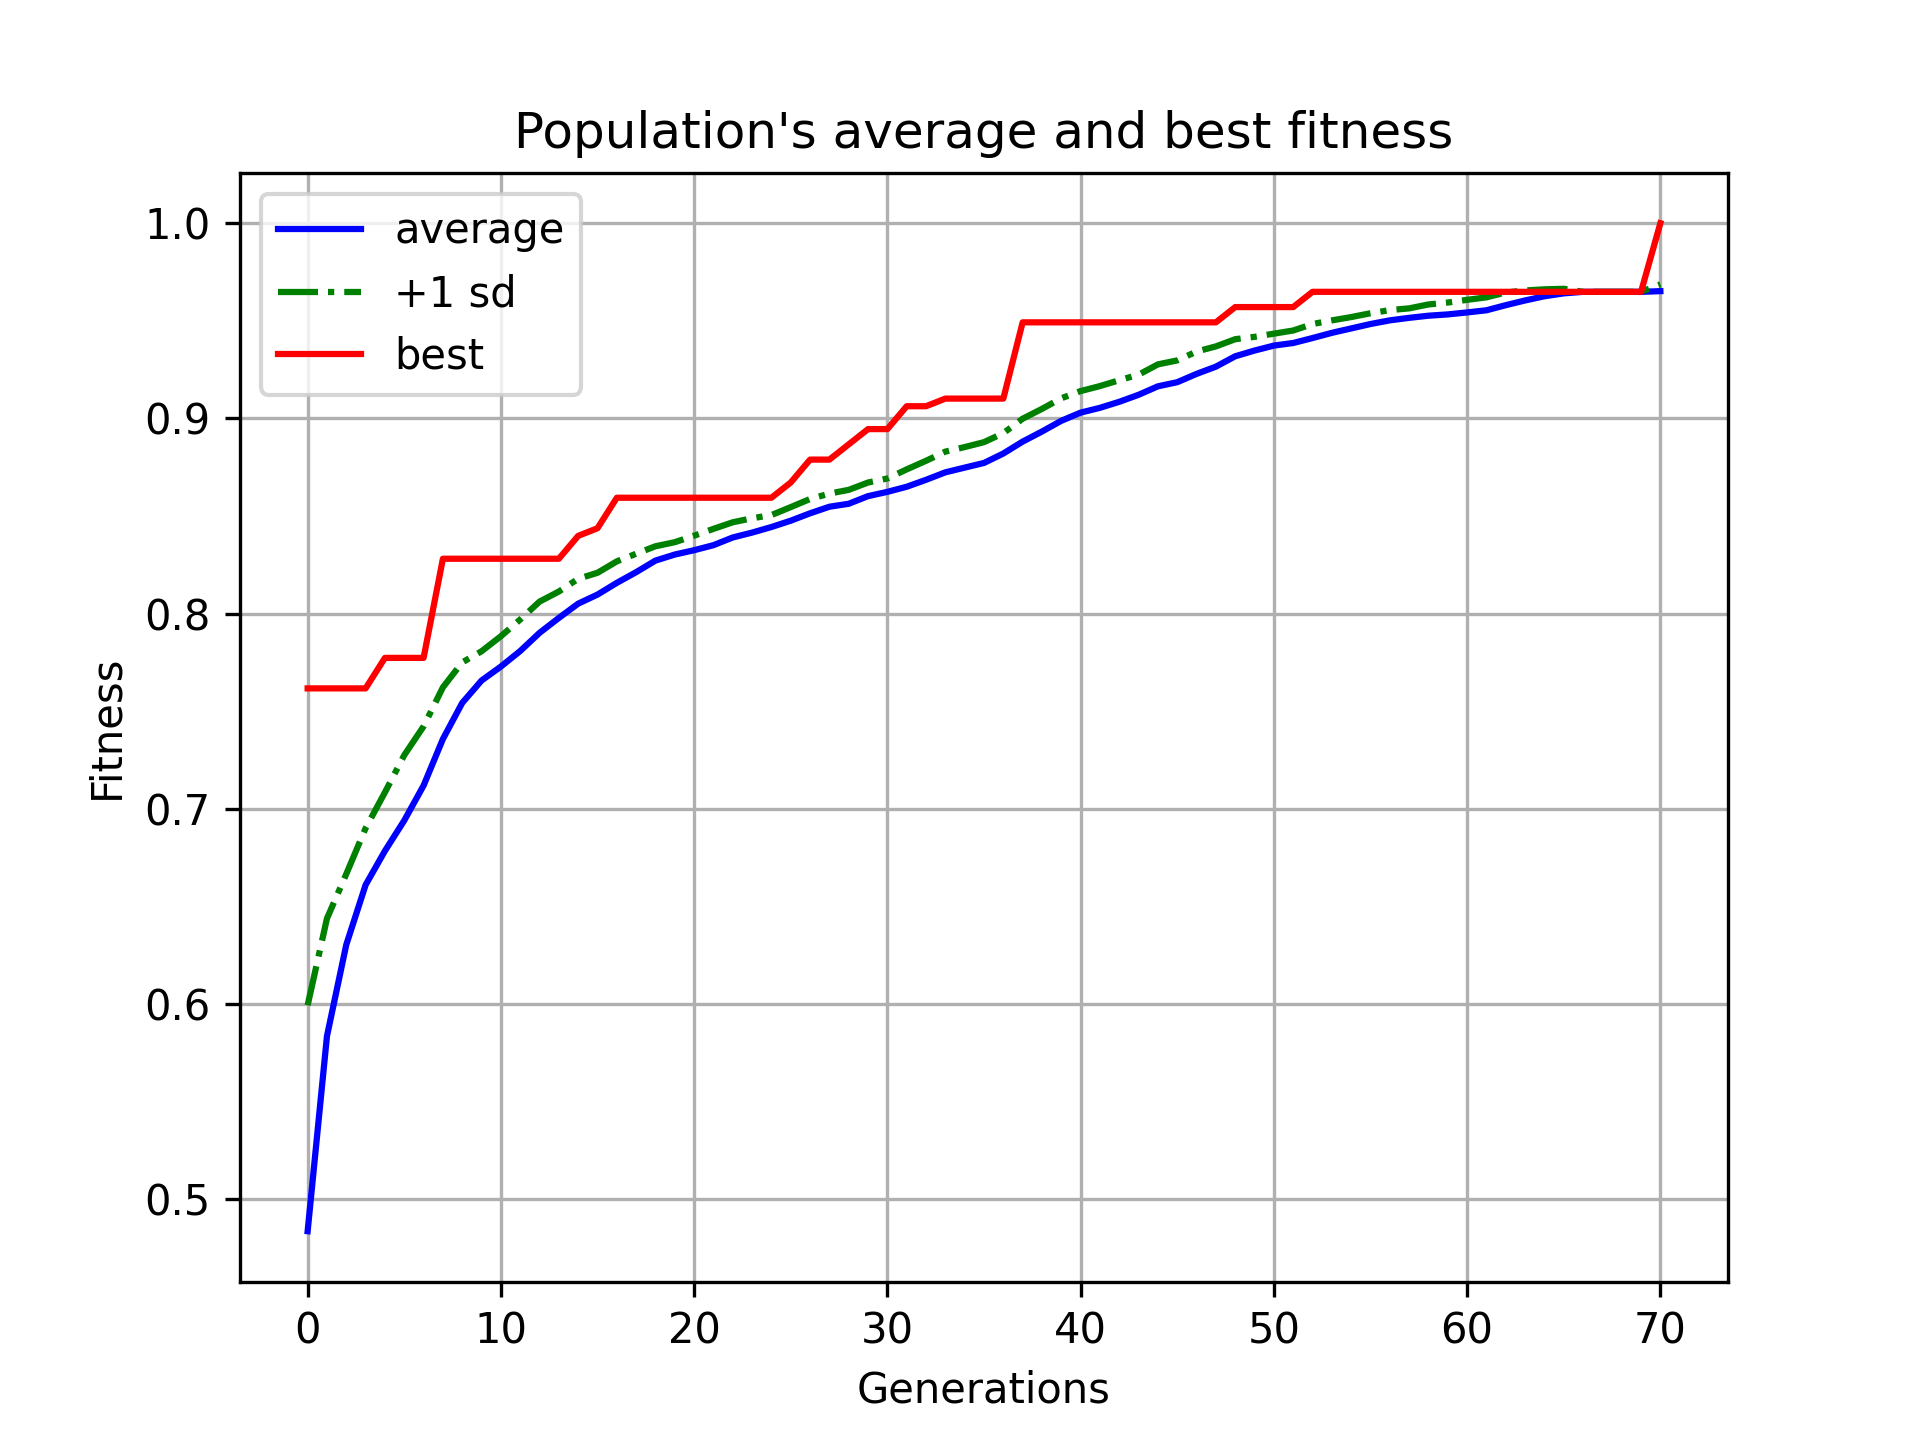 Population's average and best fitness
average
+1 sd
best
1.0
0.9
0.8
0.7
0.6
0.5
Fitness
0 10 20 30 40 50 60 70
Generations